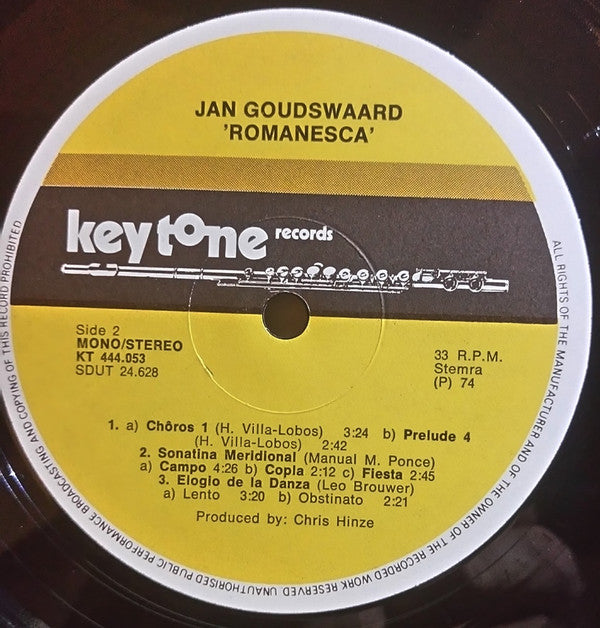 JAN GOUDSWAARD
'ROMANESCA'
keytone records
Side 2
MONO/STEREO
KT 444.053
SDUT 24.628
33 R.P.M.
Stemra
(P) 74
1. a) Chôros 1 (H. Villa-Lobos) 3:24 b) Prelude 4
(H. Villa-Lobos) 2:42
2. Sonatina Meridional (Manual M. Ponce)
a) Campo 4:26 b) Copla 2:12 c) Fiesta 2:45
3. Elogio de la Danza (Leo Brouwer)
a) Lento 3:20 b) Obstinato 2:21
Produced by: Chris Hinze
ALL RIGHTS OF THE MANUFACTURER AND OF THE OWNER OF THE RECORDED WORK RESERVED UNAUTHORISED PUBLIC PERFORMANCE BROADCASTING AND COPYING OF THIS RECORD PROHIBITED